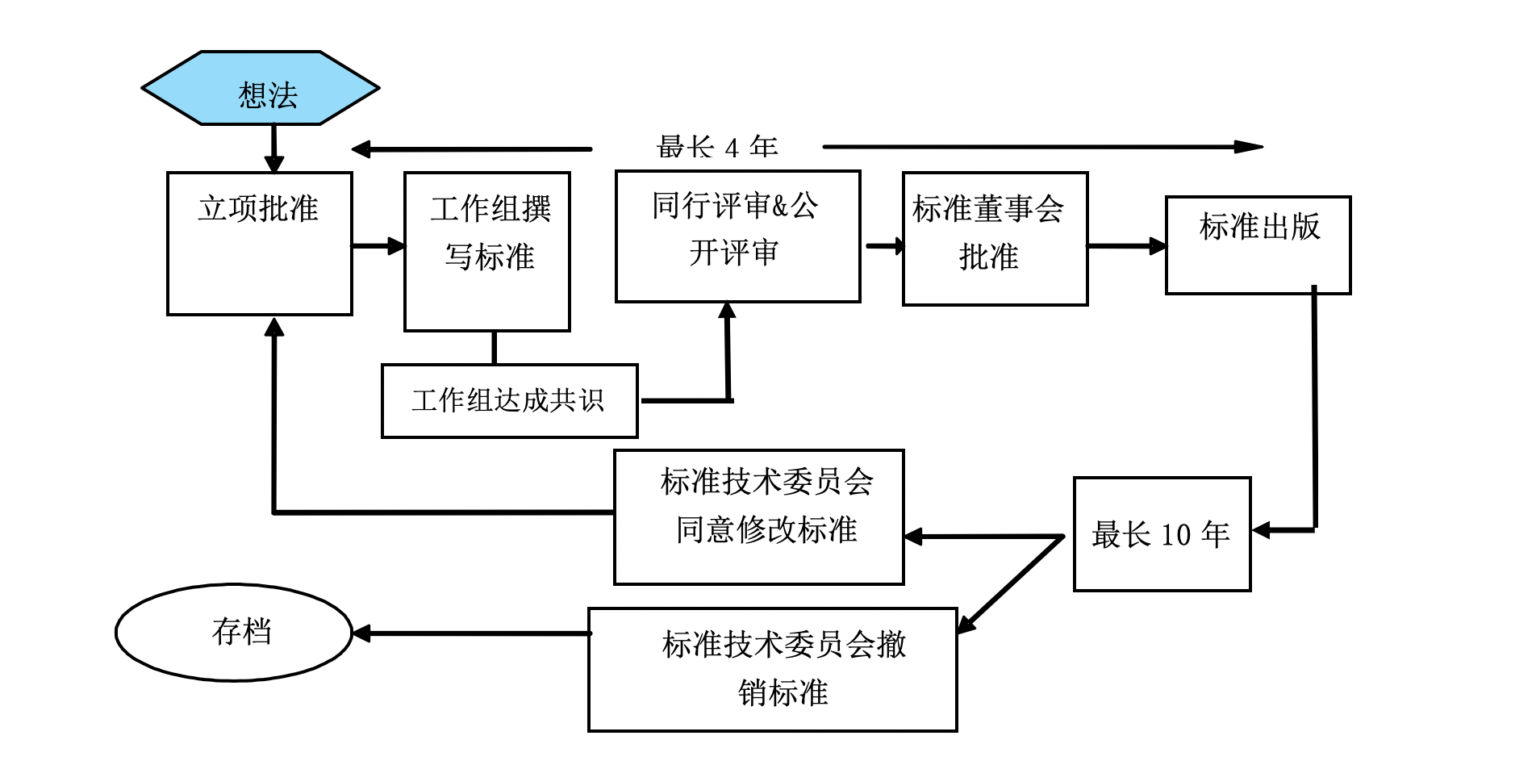 想法
最长 4 年
立项批准
工作组撰
写标准
同行评审&公
开评审
标准董事会
批准
标准出版
工作组达成共识
标准技术委员会
同意修改标准
最长 10 年
存档
标准技术委员会撤
销标准